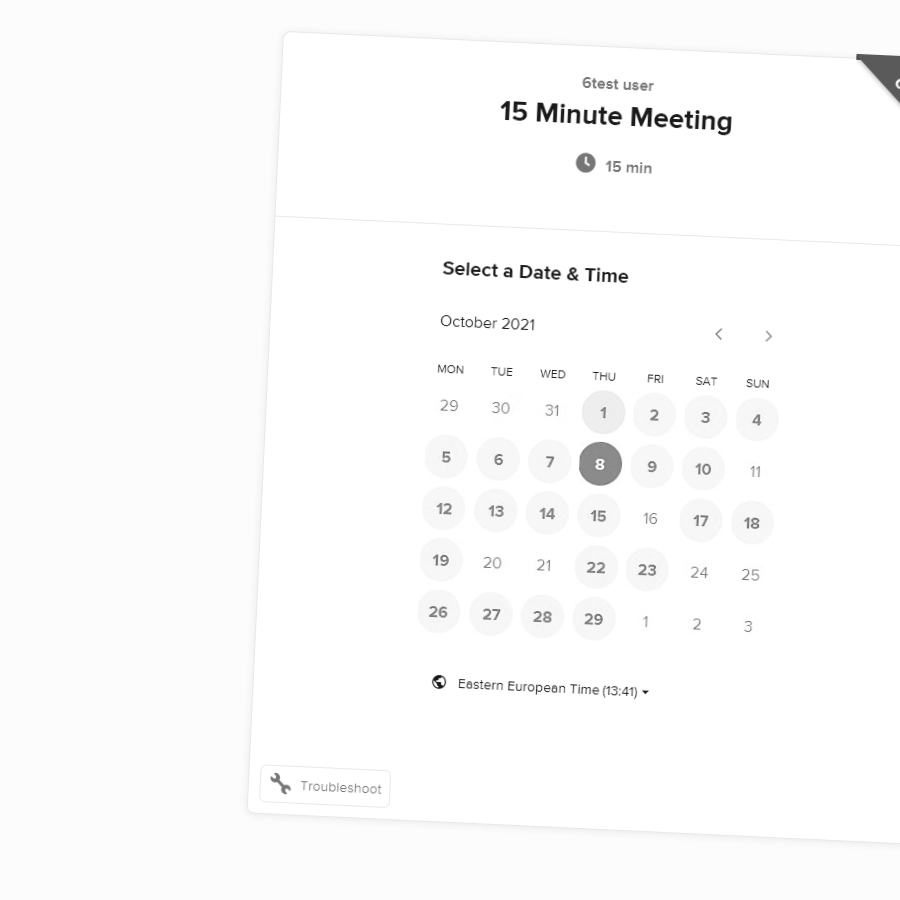 6test user
15 Minute Meeting
15 min
Select a Date & Time
October 2021
MON TUE WED THU FRI SAT SUN
29 30 31 1 2 3 4
5 6 7 8 9 10 11
12 13 14 15 16 17 18
19 20 21 22 23 24 25
26 27 28 29 1 2 3
Eastern European Time (13:41)
Troubleshoot